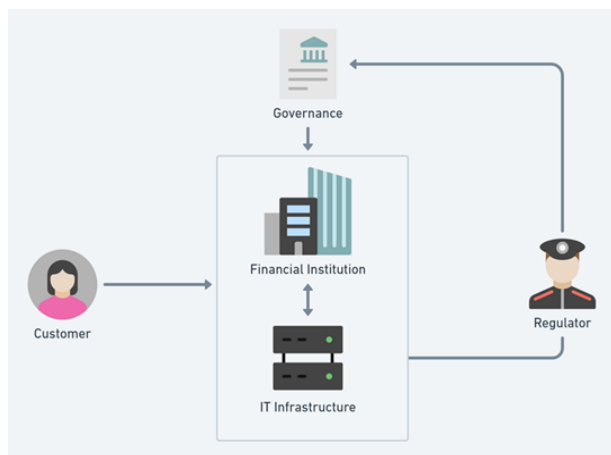 Governance
Financial Institution
Customer
Regulator
IT Infrastructure